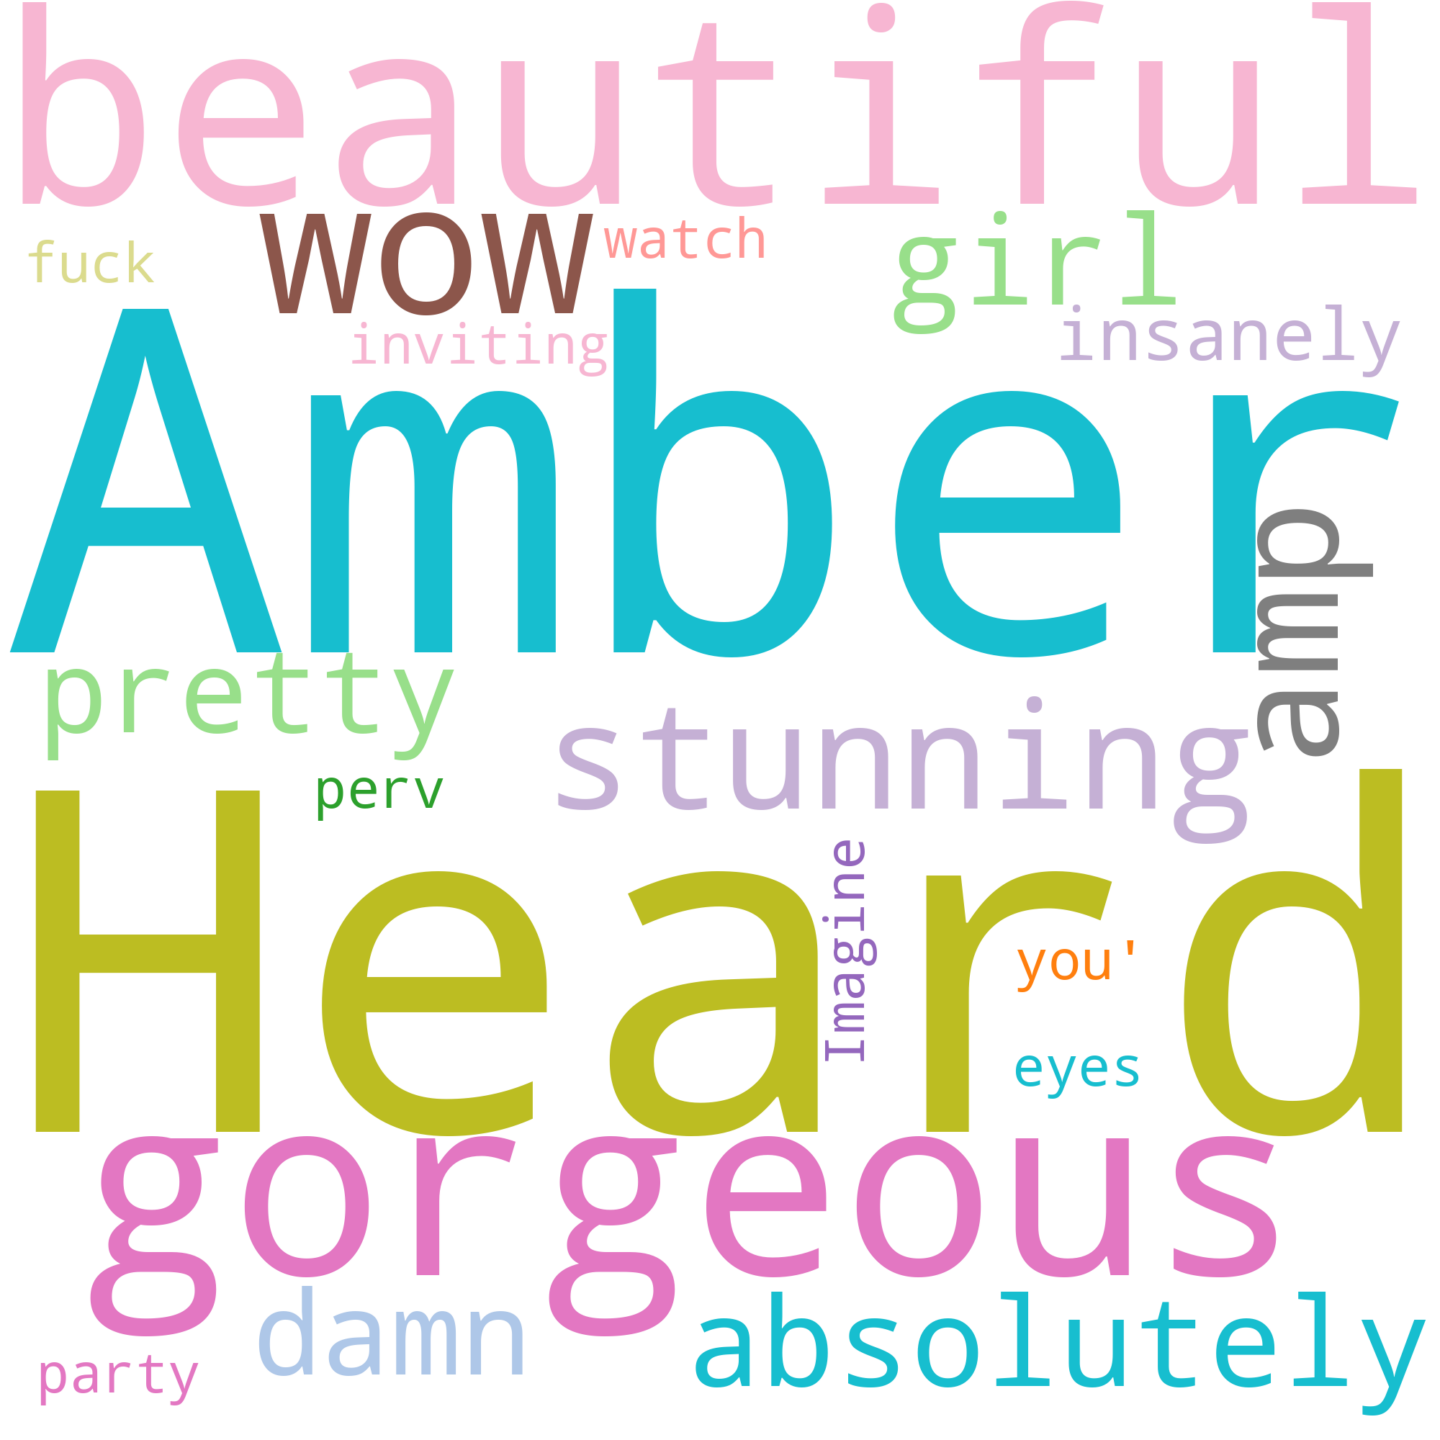 beautiful
fuck
wow
watch
girl
inviting
insanely
Amber
amp
pretty
stunning
perv
Heard
Imagine
you'
eyes
gorgeous
damn
absolutely
party